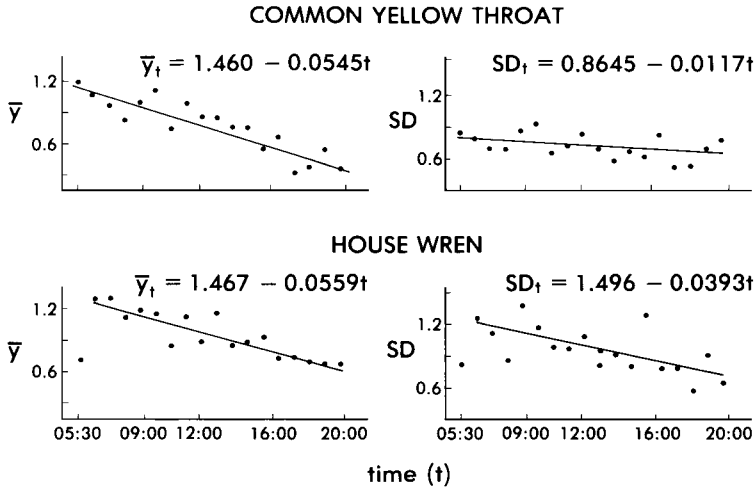 COMMON YELLOW THROAT
ȳt = 1.460 – 0.0545t
SDt = 0.8645 – 0.0117t
1.2
ȳ
0.6
1.2
SD
0.6
HOUSE WREN
ȳt = 1.467 – 0.0559t
SDt = 1.496 – 0.0393t
1.2
ȳ
0.6
1.2
SD
0.6
05:30 09:00 12:00 16:00 20:00
05:30 09:00 12:00 16:00 20:00
time (t)